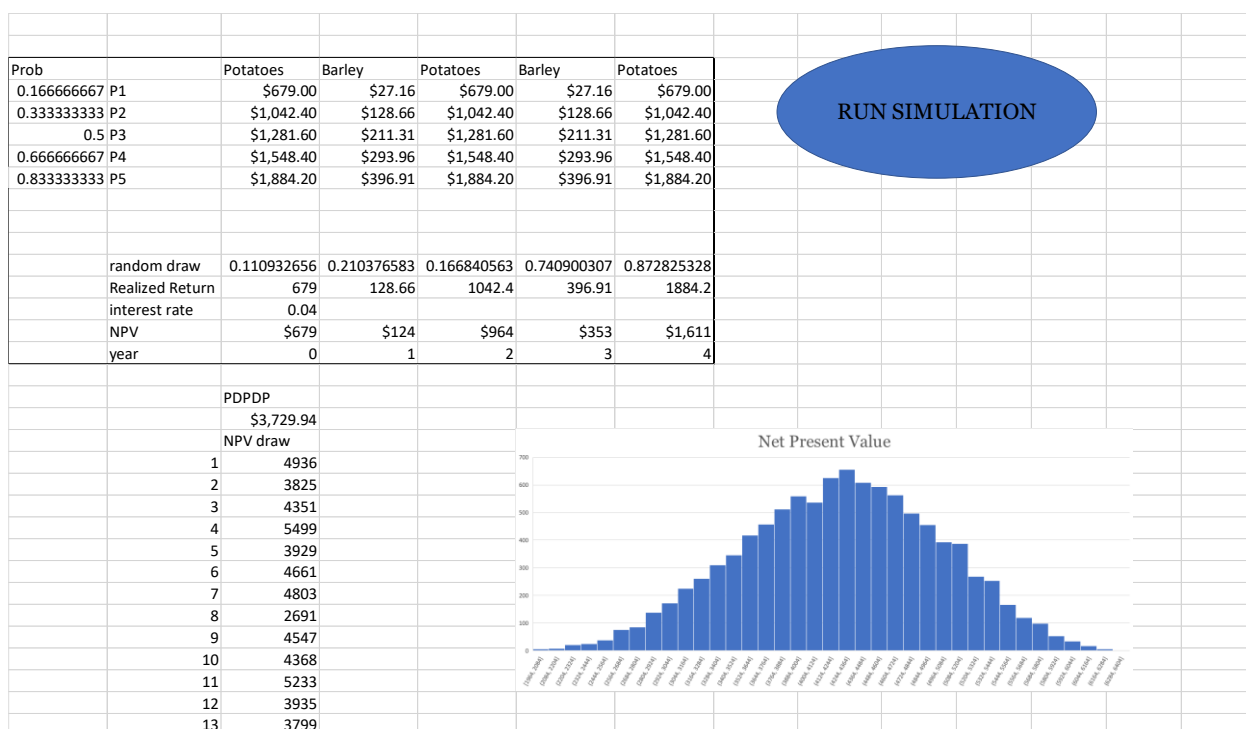 Prob Potatoes Barley Potatoes Barley Potatoes
0.166666667 P1 $679.00 $27.16 $679.00 $27.16 $679.00
0.333333333 P2 $1,042.40 $128.66 $1,042.40 $128.66 $1,042.40
0.5 P3 $1,281.60 $211.31 $1,281.60 $211.31 $1,281.60
0.666666667 P4 $1,548.40 $293.96 $1,548.40 $293.96 $1,548.40
0.833333333 P5 $1,884.20 $396.91 $1,884.20 $396.91 $1,884.20
RUN SIMULATION
random draw 0.110932656 0.210376583 0.166840563 0.740900307 0.872825328
Realized Return 679 128.66 1042.4 396.91 1884.2
interest rate 0.04
NPV $679 $124 $964 $353 $1,611
year 0 1 2 3 4
PDPDP
$3,729.94
NPV draw
1 4936
2 3825
3 4351
4 5499
5 3929
6 4661
7 4803
8 2691
9 4547
10 4368
11 5233
12 3935
13 3799
Net Present Value
700
600
500
400
300
200
100
0